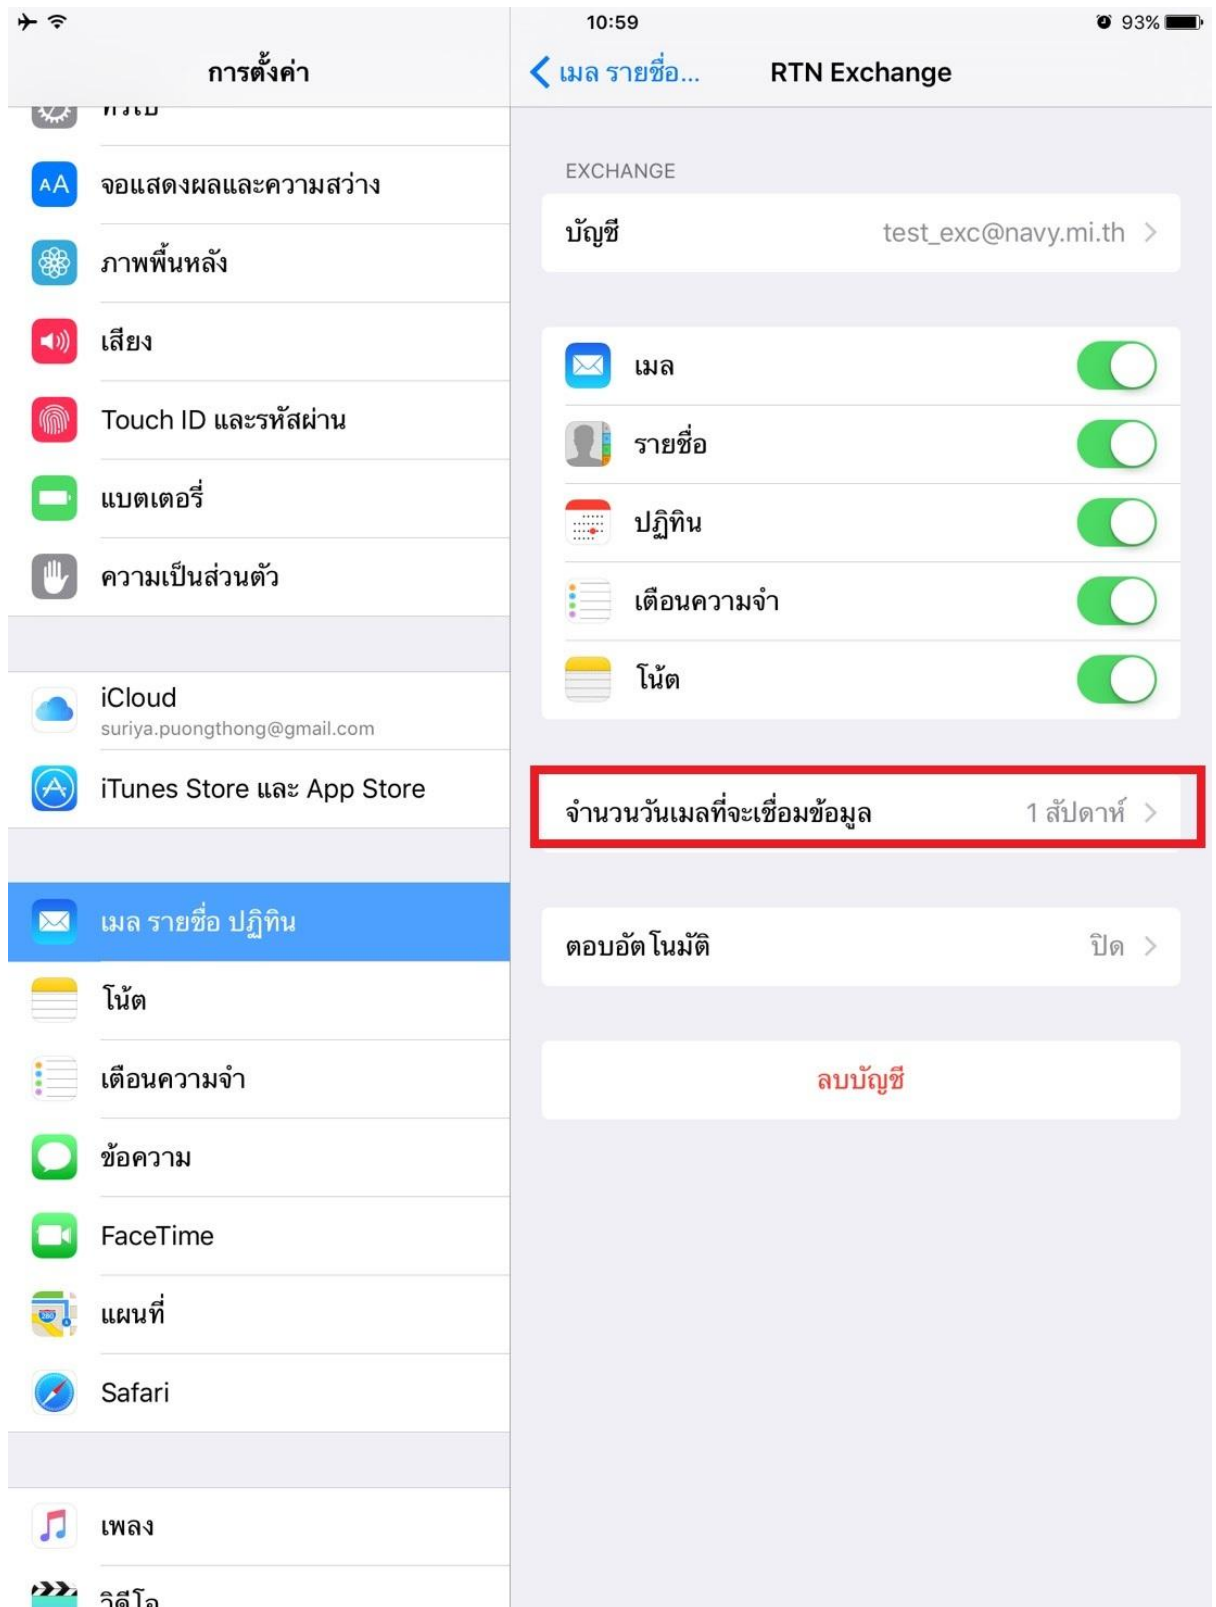 10:59
93%
การตั้งค่า
เมล รายชื่อ...
RTN Exchange
ทั่วไป
จอแสดงผลและความสว่าง
ภาพพื้นหลัง
เสียง
Touch ID และรหัสผ่าน
แบตเตอรี่
ความเป็นส่วนตัว
iCloud
suriya.puongthong@gmail.com
iTunes Store และ App Store
เมล รายชื่อ ปฏิทิน
โน้ต
เตือนความจำ
ข้อความ
FaceTime
แผนที่
Safari
เพลง
วิดีโอ
EXCHANGE
บัญชี test_exc@navy.mi.th
เมล
รายชื่อ
ปฏิทิน
เตือนความจำ
โน้ต
จำนวนวันเมลที่จะเชื่อมข้อมูล 1 สัปดาห์
ตอบอัตโนมัติ ปิด
ลบบัญชี